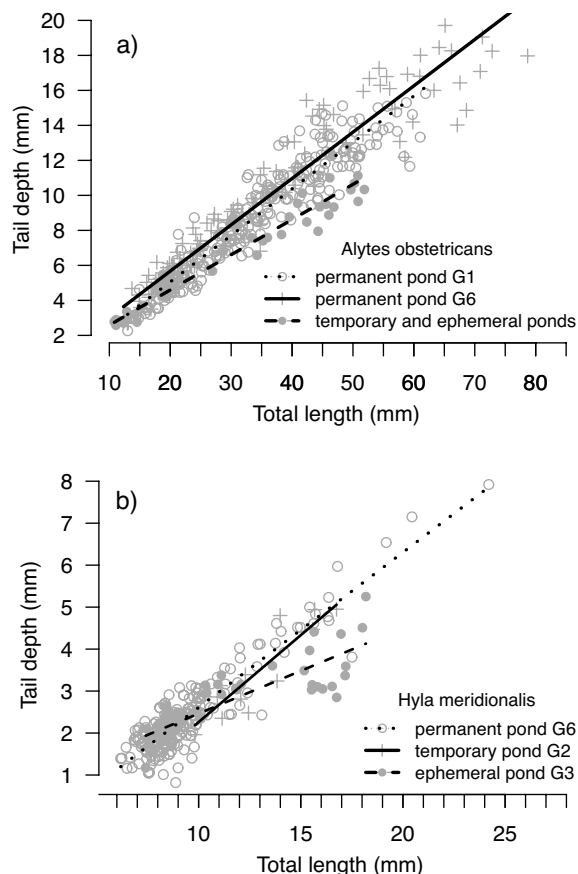 a)
Tail depth (mm)
20
18
16
14
12
10
8
6
4
2
Alytes obstetricans
permanent pond G1
permanent pond G6
temporary and ephemeral ponds
10 20 30 40 50 60 70 80
Total length (mm)
b)
Tail depth (mm)
8
7
6
5
4
3
2
1
Hyla meridionalis
permanent pond G6
temporary pond G2
ephemeral pond G3
10 15 20 25
Total length (mm)